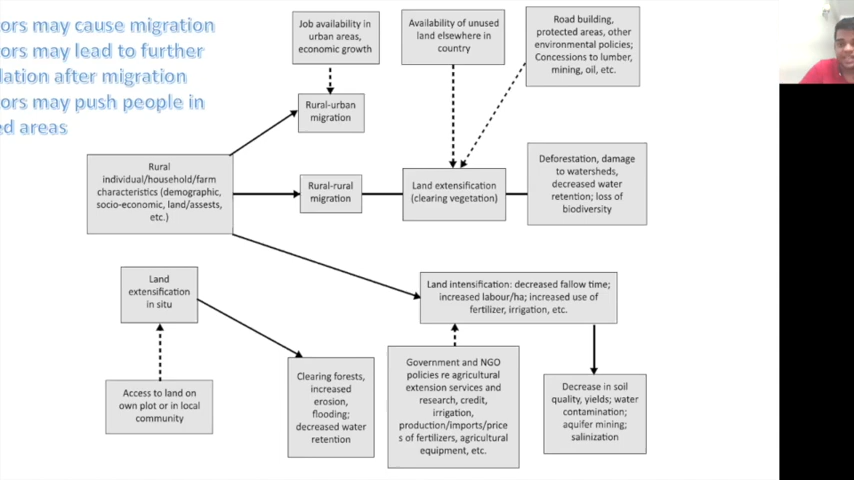 ors may cause migration
ors may lead to further
lation after migration
ors may push people in
ed areas
Job availability in
urban areas,
economic growth
Availability of unused
land elsewhere in
country
Road building,
protected areas, other
environmental policies;
Concessions to lumber,
mining, oil, etc.
Rural-urban
migration
Rural
individual/household/farm
characteristics (demographic,
socio-economic, land/assests,
etc.)
Rural-rural
migration
Land extensification
(clearing vegetation)
Deforestation, damage
to watersheds,
decreased water
retention; loss of
biodiversity
Land
extensification
in situ
Land intensification: decreased fallow time;
increased labour/ha; increased use of
fertilizer, irrigation, etc.
Access to land on
own plot or in local
community
Clearing forests,
increased
erosion,
flooding;
decreased water
retention
Government and NGO
policies re agricultural
extension services and
research, credit,
irrigation,
production/imports/price
s of fertilizers, agricultural
equipment, etc.
Decrease in soil
quality, yields; water
contamination;
aquifer mining;
salinization